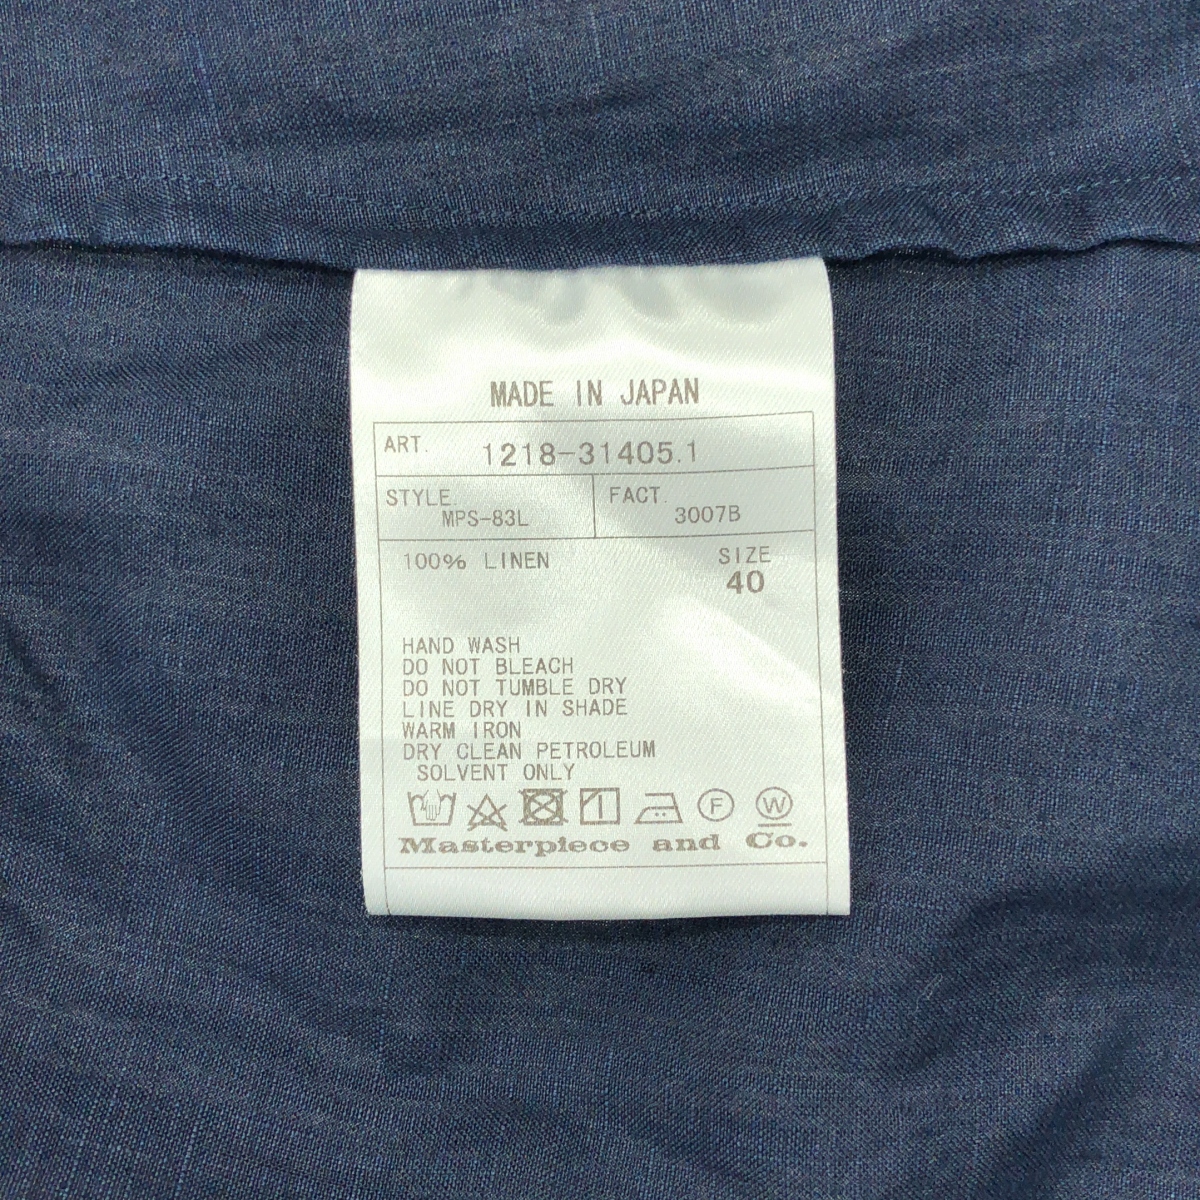 MADE IN JAPAN
ART. 1218-31405.1
STYLE. FACT.
MPS-83L 3007B
100% LINEN SIZE
40
HAND WASH
DO NOT BLEACH
DO NOT TUMBLE DRY
LINE DRY IN SHADE
WARM IRON
DRY CLEAN PETROLEUM
SOLVENT ONLY
F W
Masterpiece and Co.